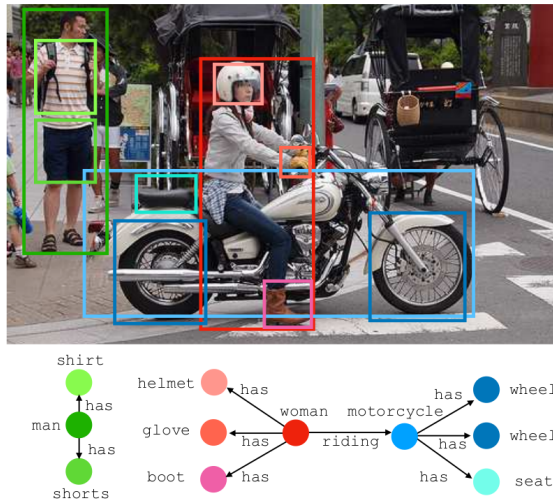 shirt
has
man
has
shorts
helmet
has
glove
has
boot
has
woman
riding
motorcycle
has
wheel
has
wheel
has
seat